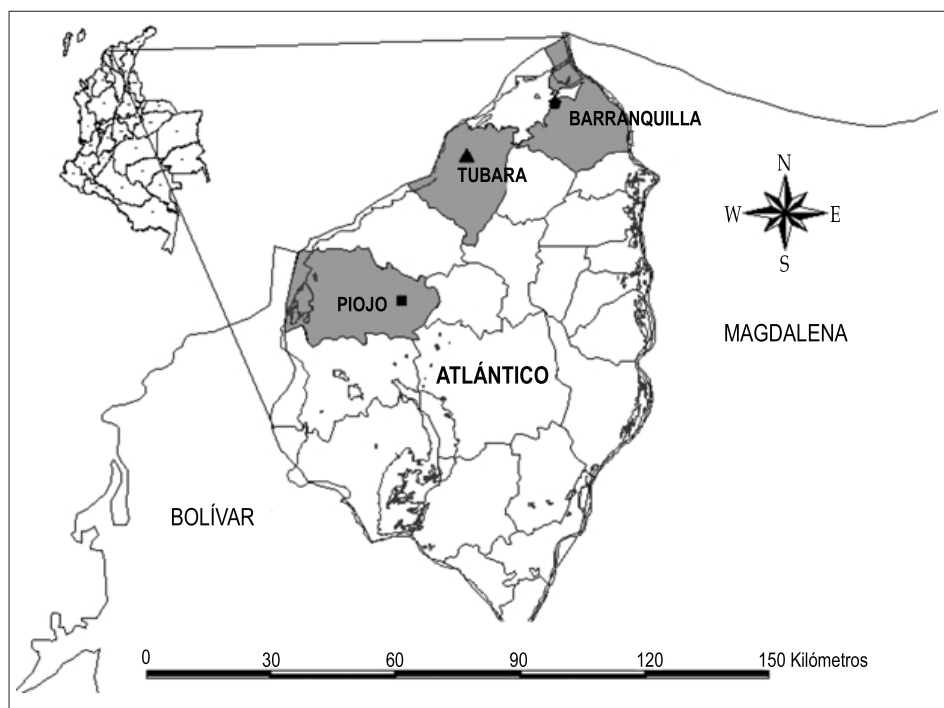 BARRANQUILLA
TUBARA
N
W E
S
PIOJO
MAGDALENA
ATLÁNTICO
BOLÍVAR
0 30 60 90 120 150 Kilómetros